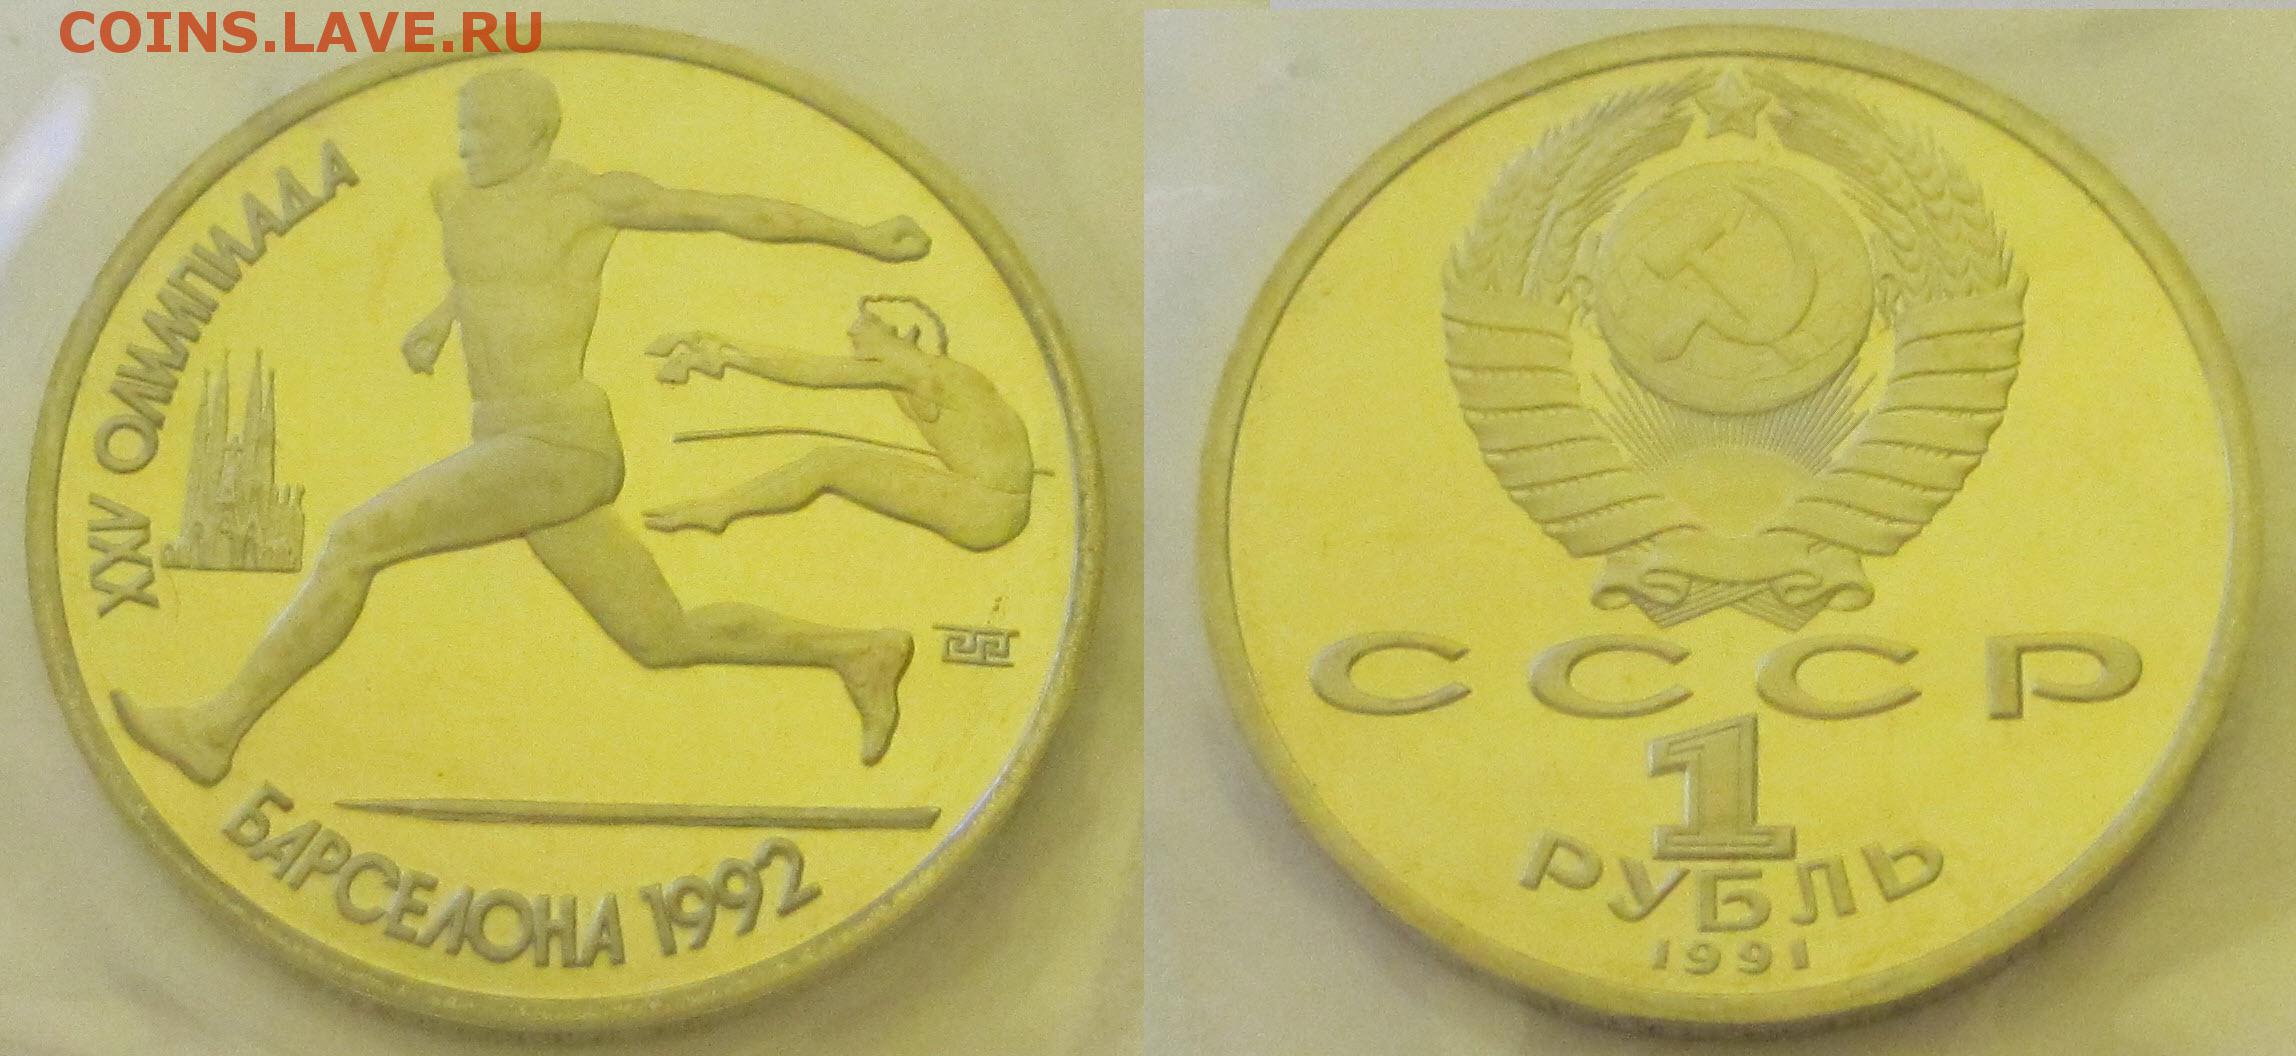 COINS.LAVE.RU
XXV ОЛИМПИАДА
БАРСЕЛОНА 1992
СССР
1
РУБЛЬ
1991